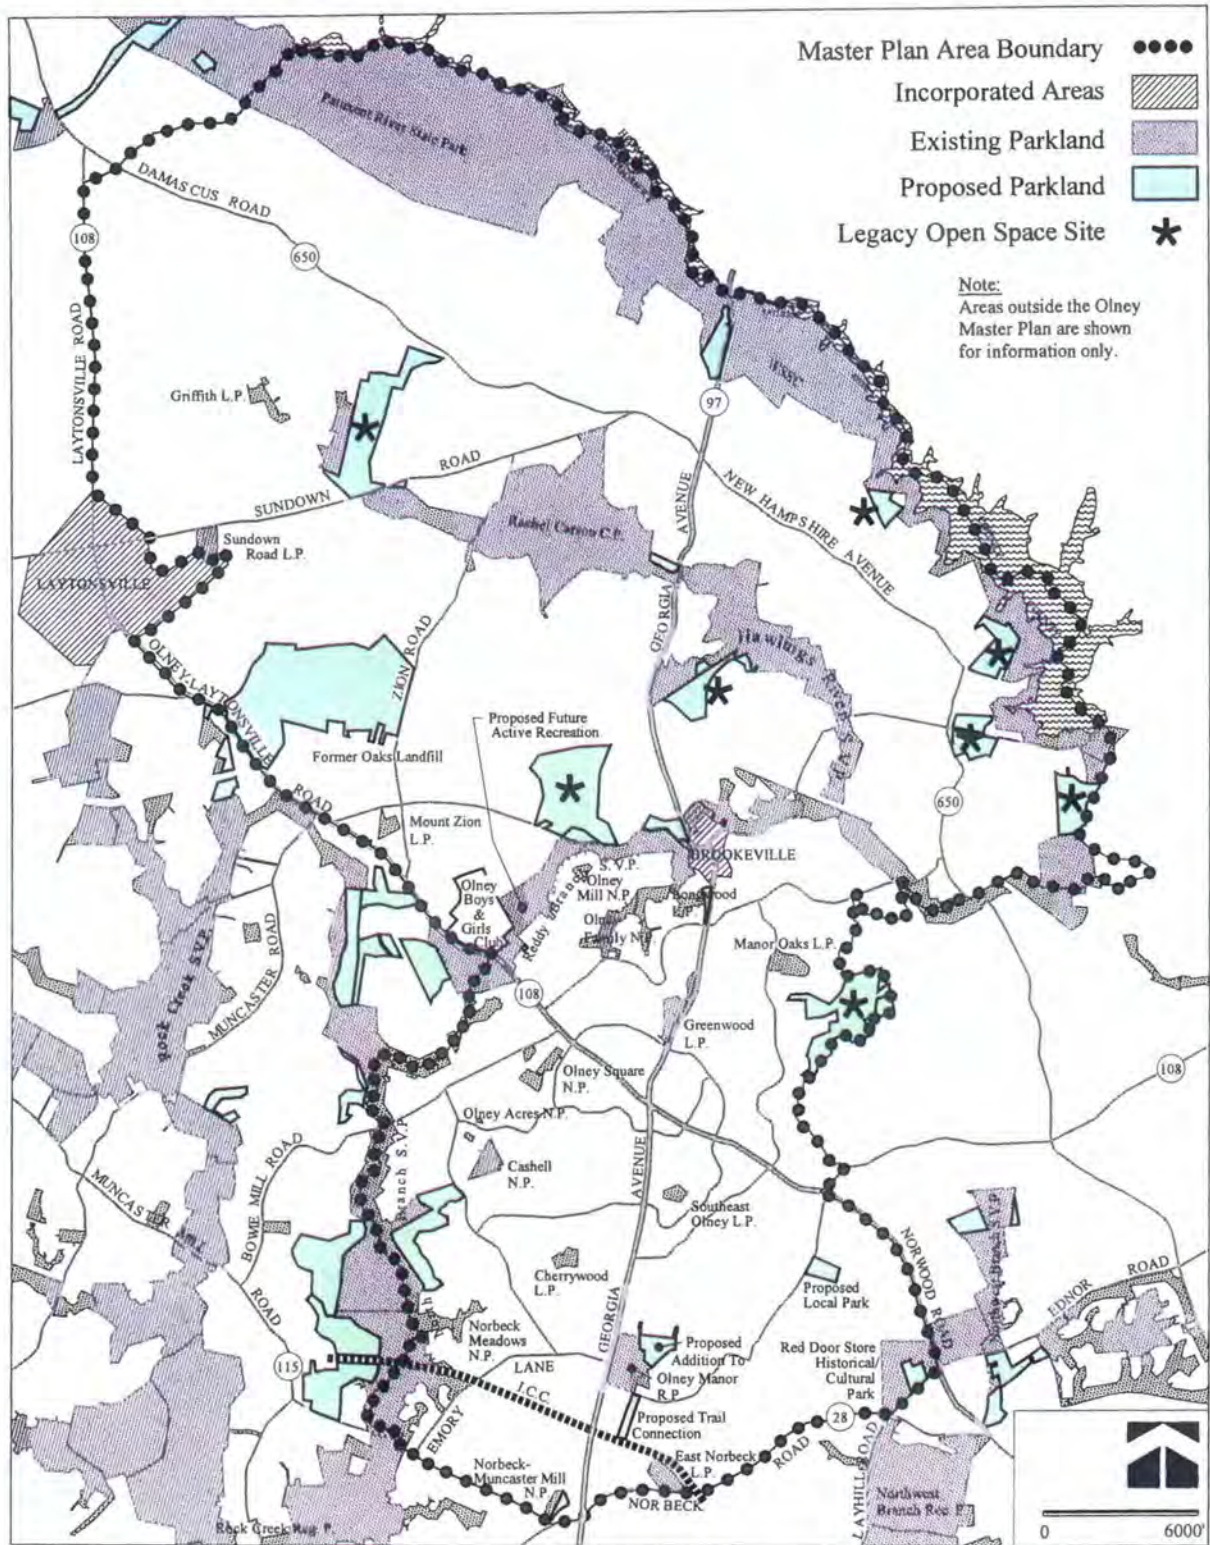 Master Plan Area Boundary
Incorporated Areas
Existing Parkland
Proposed Parkland
Legacy Open Space Site
Note:
Areas outside the Olney
Master Plan are shown
for information only.
Patuxent River State Park
DAMASCUS ROAD
108
650
LAYTONSVILLE ROAD
Griffith L.P.
97
SUNDOWN
ROAD
AVENUE
NEW HAMPSHIRE AVENUE
Rachel Carson C.P.
Sundown
Road L.P.
LAYTONSVILLE
GEORGIA
Hawlings
River
S.V.P.
OLNEY-LAYTONSVILLE
ROAD
ZION ROAD
Former Oaks Landfill
Proposed Future
Active Recreation
Mount Zion
L.P.
650
BROOKEVILLE
S.V.P.
Olney
Mill N.P.
Reddy Branch
Longwood
L.P.
Olney
Family N.P.
Olney
Boys
&
Girls
Club
Manor Oaks L.P.
MUNCASTER ROAD
Rock Creek S.V.P.
108
Greenwood
L.P.
Olney Square
N.P.
108
Olney Acres N.P.
BOWIE MILL ROAD
Branch S.V.P.
Cashell
N.P.
AVENUE
Southeast
Olney L.P.
MUNCASTER
MILL
ROAD
NORWOOD ROAD
EDNOR ROAD
Cherrywood
L.P.
Proposed
Local Park
GEORGIA
Norbeck
Meadows
N.P.
LANE
Proposed
Addition To
Olney Manor
R.P.
Red Door Store
Historical/
Cultural
Park
115
I.C.C.
EMORY
Proposed Trail
Connection
28
ROAD
Norbeck-
Muncaster Mill
N.P.
East Norbeck
L.P.
NORBECK
LAYHILL ROAD
Northwest
Branch Rec. P.
Rock Creek Reg. P.
0 6000'